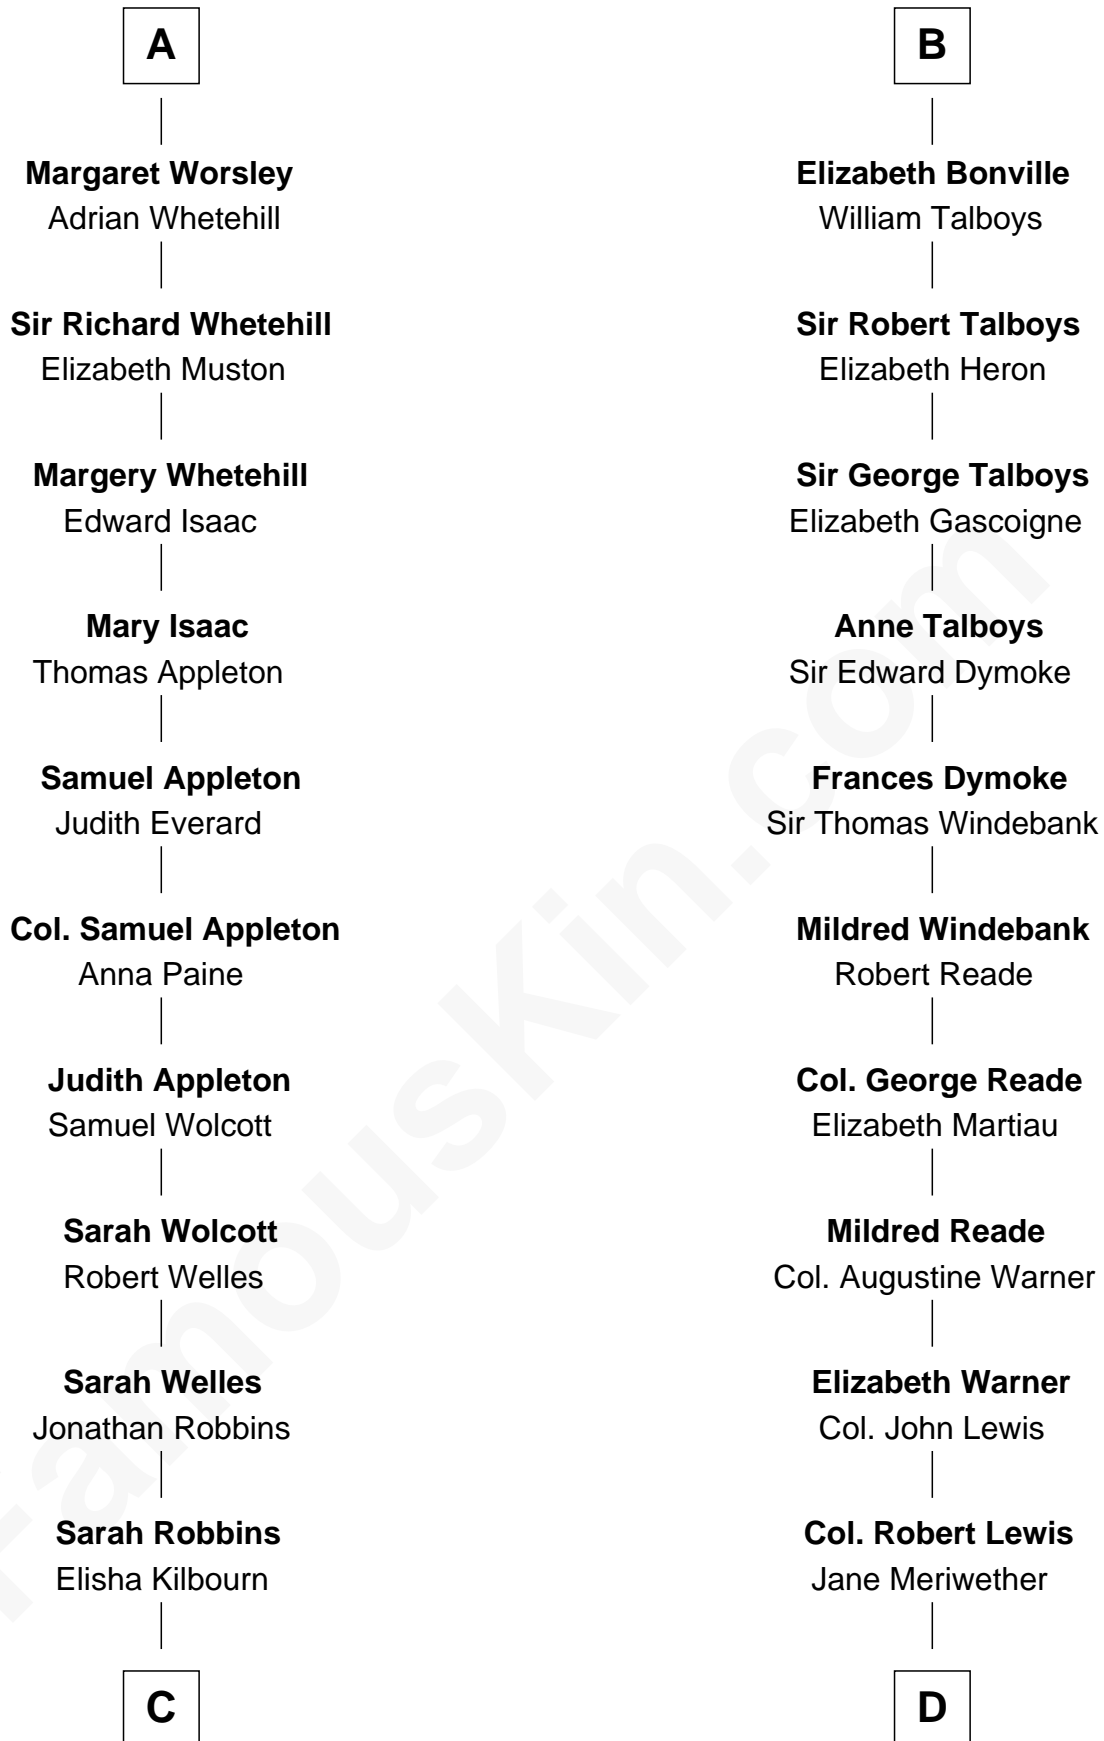 A
Margaret Worsley
Adrian Whetehill
Sir Richard Whetehill
Elizabeth Muston
Margery Whetehill
Edward Isaac
Mary Isaac
Thomas Appleton
Samuel Appleton
Judith Everard
Col. Samuel Appleton
Anna Paine
Judith Appleton
Samuel Wolcott
Sarah Wolcott
Robert Welles
Sarah Welles
Jonathan Robbins
Sarah Robbins
Elisha Kilbourn
C
B
Elizabeth Bonville
William Talboys
Sir Robert Talboys
Elizabeth Heron
Sir George Talboys
Elizabeth Gascoigne
Anne Talboys
Sir Edward Dymoke
Frances Dymoke
Sir Thomas Windebank
Mildred Windebank
Robert Reade
Col. George Reade
Elizabeth Martiau
Mildred Reade
Col. Augustine Warner
Elizabeth Warner
Col. John Lewis
Col. Robert Lewis
Jane Meriwether
D
FamousKin.com